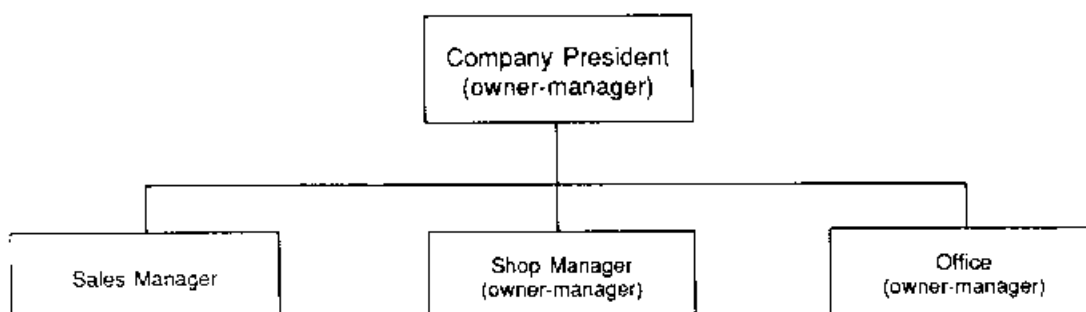 Company President
(owner-manager)
Sales Manager
Shop Manager
(owner-manager)
Office
(owner-manager)